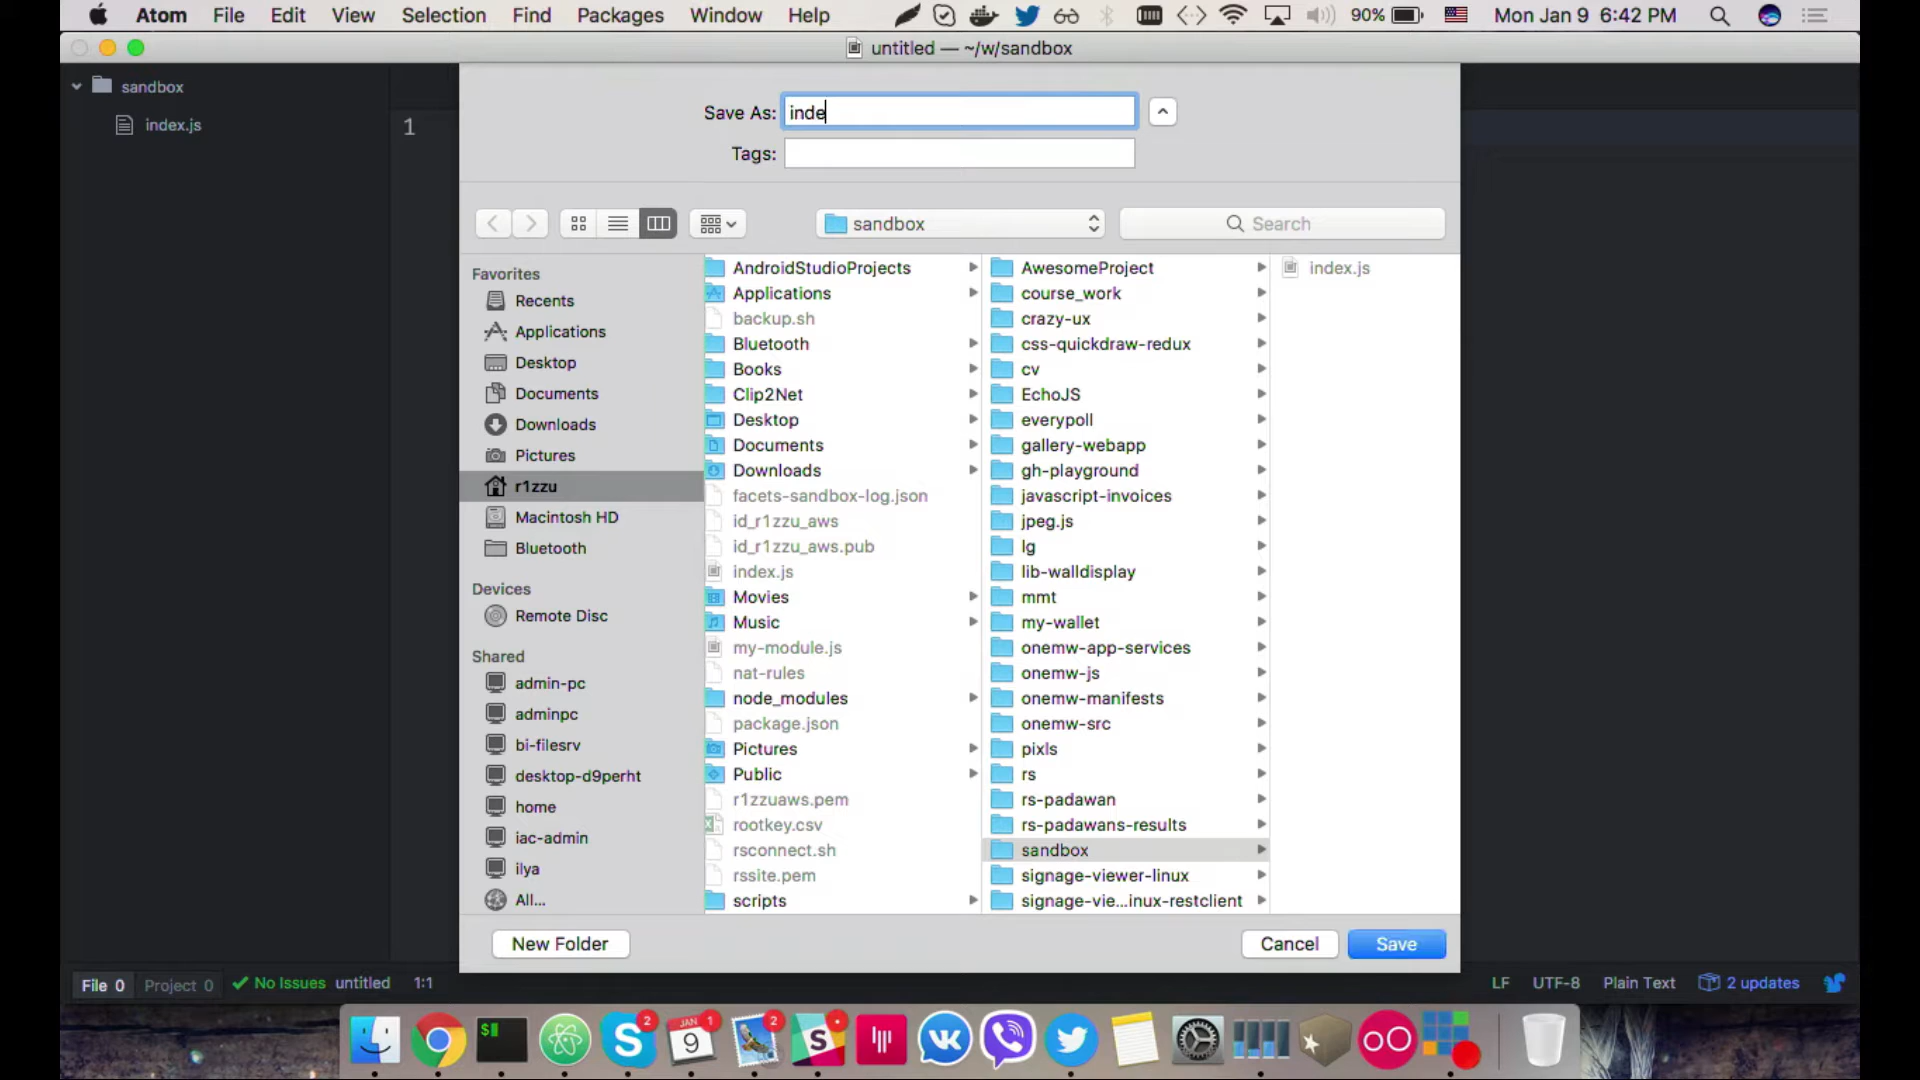 Atom File Edit View Selection Find Packages Window Help 90% Mon Jan 9 6:42 PM
untitled — ~/w/sandbox
sandbox
index.js
1
Save As: inde
Tags:
sandbox
Search
Favorites
Recents
Applications
Desktop
Documents
Downloads
Pictures
r1zzu
Macintosh HD
Bluetooth
Devices
Remote Disc
Shared
admin-pc
adminpc
bi-filesrv
desktop-d9perht
home
iac-admin
ilya
All...
AndroidStudioProjects
Applications
backup.sh
Bluetooth
Books
Clip2Net
Desktop
Documents
Downloads
facets-sandbox-log.json
id_r1zzu_aws
id_r1zzu_aws.pub
index.js
Movies
Music
my-module.js
nat-rules
node_modules
package.json
Pictures
Public
r1zzuaws.pem
rootkey.csv
rsconnect.sh
rssite.pem
scripts
AwesomeProject
course_work
crazy-ux
css-quickdraw-redux
cv
EchoJS
everypoll
gallery-webapp
gh-playground
javascript-invoices
jpeg.js
lg
lib-walldisplay
mmt
my-wallet
onemw-app-services
onemw-js
onemw-manifests
onemw-src
pixls
rs
rs-padawan
rs-padawans-results
sandbox
signage-viewer-linux
signage-vie...inux-restclient
index.js
New Folder
Cancel
Save
File 0 Project 0 No Issues untitled 1:1
LF UTF-8 Plain Text 2 updates
$
2
JAN
9
1
2